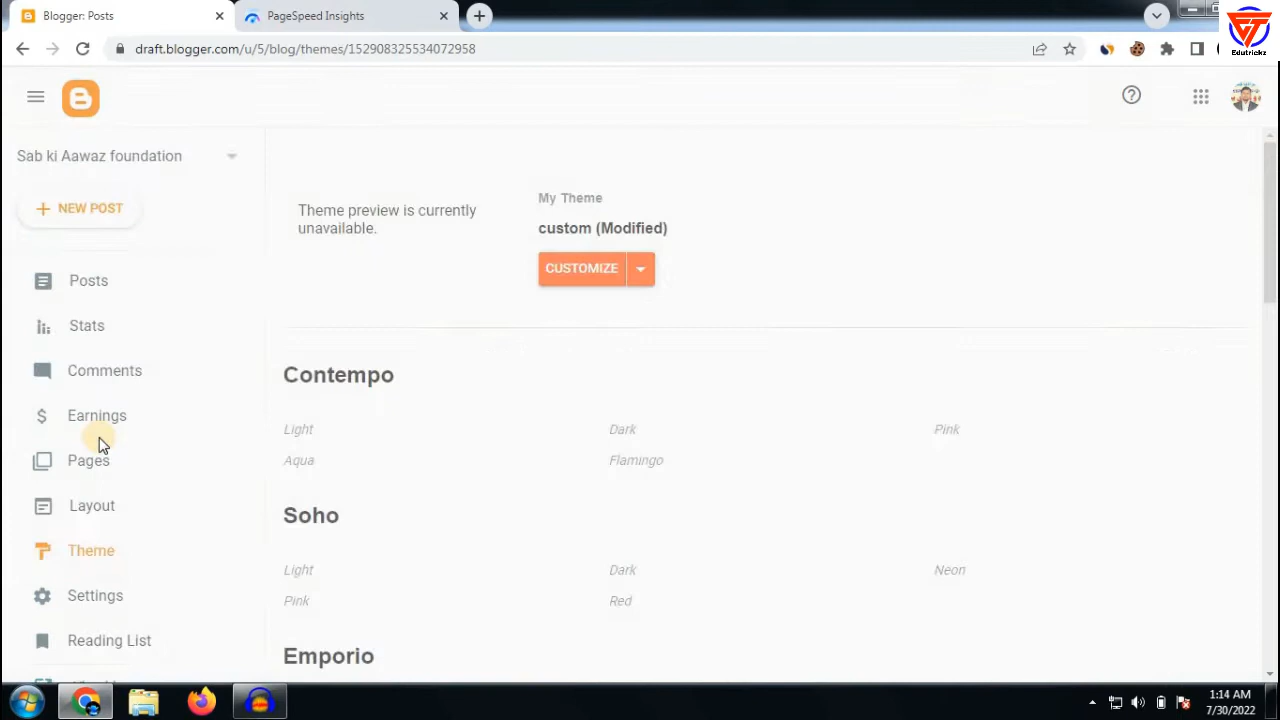 Blogger: Posts
PageSpeed Insights
Edutrickz
draft.blogger.com/u/5/blog/themes/152908325534072958
Sab ki Aawaz foundation
NEW POST
Posts
Stats
Comments
Earnings
Pages
Layout
Theme
Settings
Reading List
Theme preview is currently
unavailable.
My Theme
custom (Modified)
CUSTOMIZE
Contempo
Light
Dark
Pink
Aqua
Flamingo
Soho
Light
Dark
Neon
Pink
Red
Emporio
1:14 AM
7/30/2022